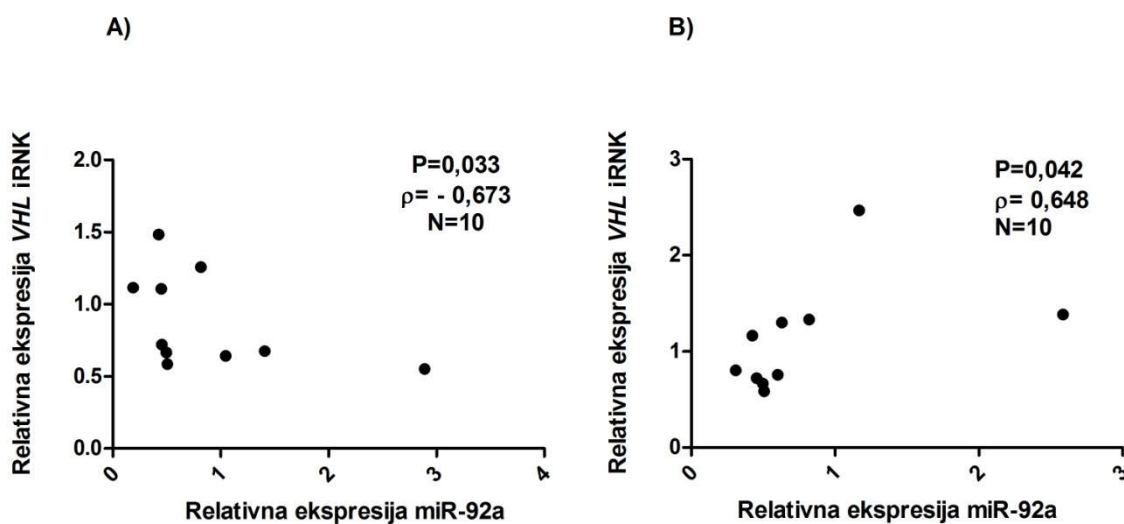 A)
Relativna ekspresija VHL iRNK
2.0
1.5
1.0
0.5
0.0
P=0,033
ρ= - 0,673
N=10
0
1
2
3
4
Relativna ekspresija miR-92a
B)
Relativna ekspresija VHL iRNK
3
2
1
0
P=0,042
ρ= 0,648
N=10
0
1
2
3
Relativna ekspresija miR-92a